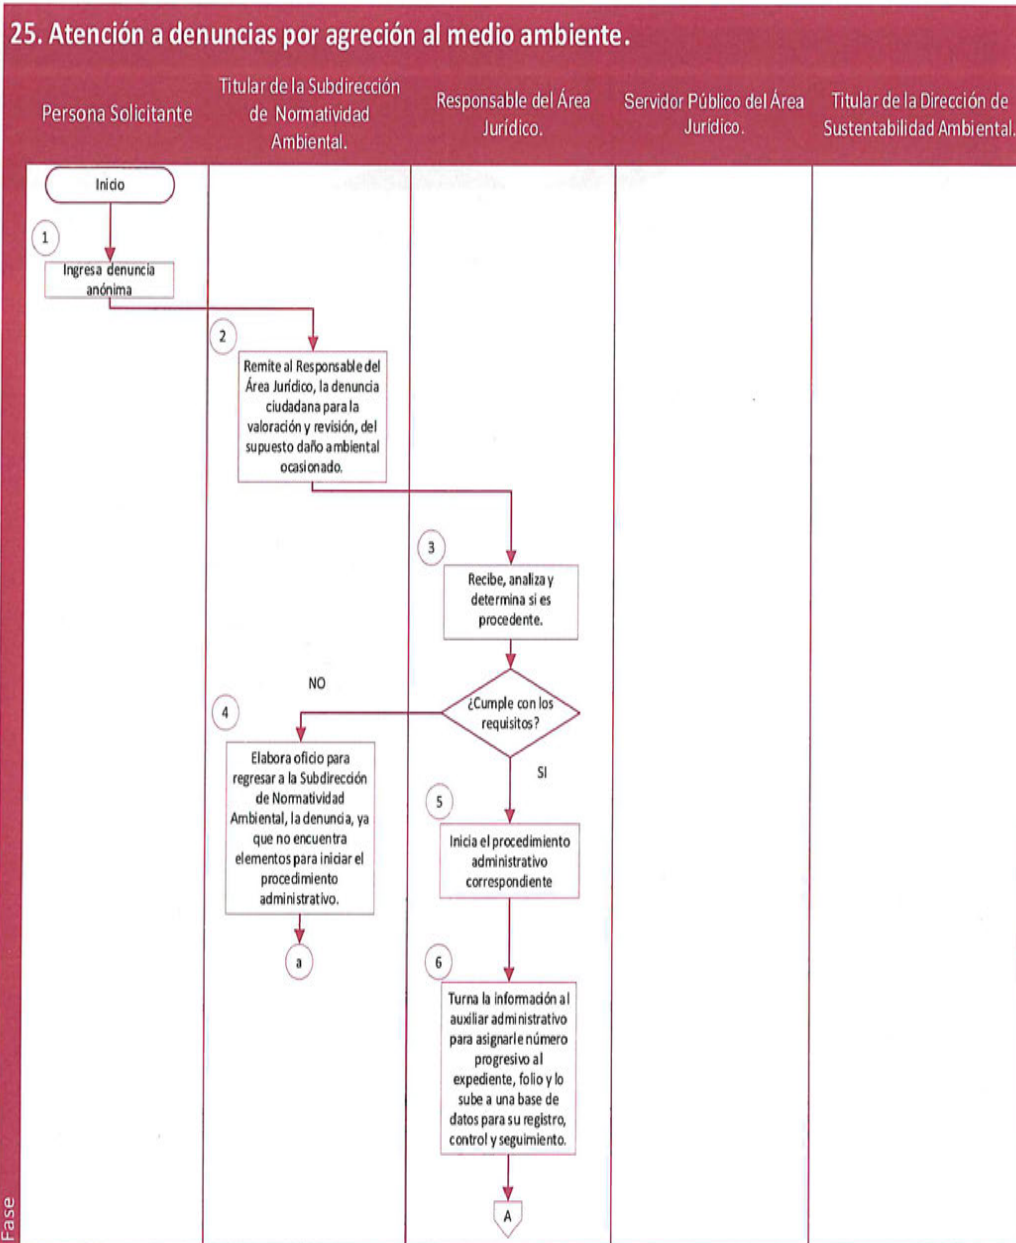 25. Atención a denuncias por agreción al medio ambiente.
Persona Solicitante
Titular de la Subdirección
de Normatividad
Ambiental.
Responsable del Área
Jurídico.
Servidor Público del Área
Jurídico.
Titular de la Dirección de
Sustentabilidad Ambiental.
Inicio
1
Ingresa denuncia
anónima
2
Remite al Responsable del
Área Jurídico, la denuncia
ciudadana para la
valoración y revisión, del
supuesto daño ambiental
ocasionado.
3
Recibe, analiza y
determina si es
procedente.
¿Cumple con los
requisitos?
NO
4
Elabora oficio para
regresar a la Subdirección
de Normatividad
Ambiental, la denuncia, ya
que no encuentra
elementos para iniciar el
procedimiento
administrativo.
a
SI
5
Inicia el procedimiento
administrativo
correspondiente
6
Turna la información al
auxiliar administrativo
para asignarle número
progresivo al
expediente, folio y lo
sube a una base de
datos para su registro,
control y seguimiento.
A
Fase